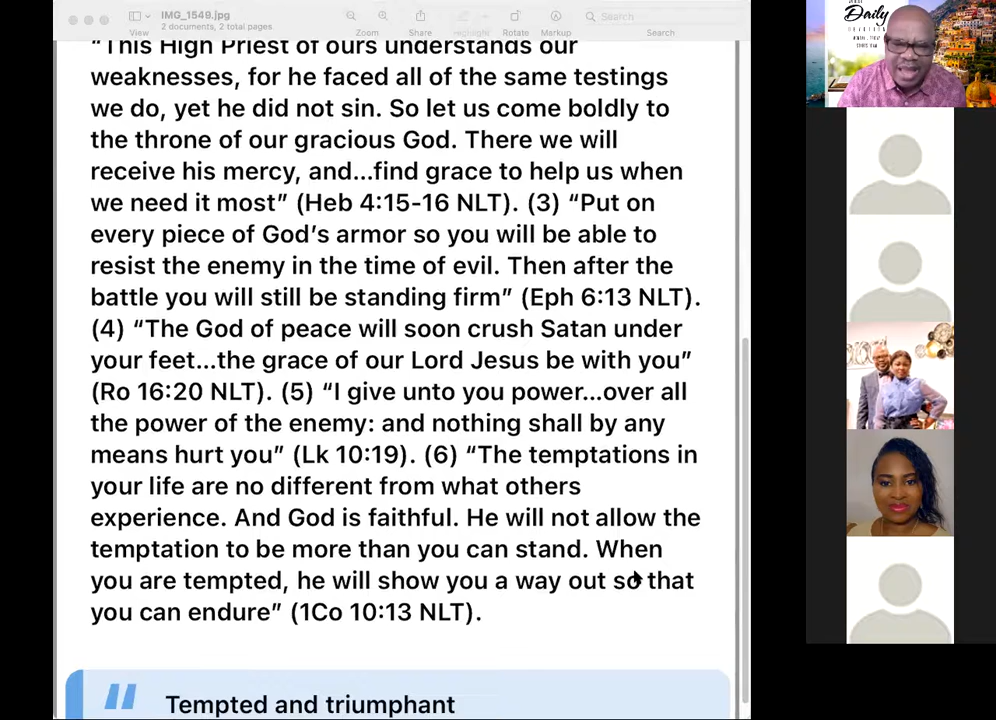 IMG_1549.jpg
2 documents, 2 total pages
View
Zoom
Share
Highlight
Rotate
Markup
Search
Search
"This High Priest of ours understands our
weaknesses, for he faced all of the same testings
we do, yet he did not sin. So let us come boldly to
the throne of our gracious God. There we will
receive his mercy, and...find grace to help us when
we need it most" (Heb 4:15-16 NLT). (3) "Put on
every piece of God's armor so you will be able to
resist the enemy in the time of evil. Then after the
battle you will still be standing firm" (Eph 6:13 NLT).
(4) "The God of peace will soon crush Satan under
your feet...the grace of our Lord Jesus be with you"
(Ro 16:20 NLT). (5) "I give unto you power...over all
the power of the enemy: and nothing shall by any
means hurt you" (Lk 10:19). (6) "The temptations in
your life are no different from what others
experience. And God is faithful. He will not allow the
temptation to be more than you can stand. When
you are tempted, he will show you a way out so that
you can endure" (1Co 10:13 NLT).
" Tempted and triumphant
Daily